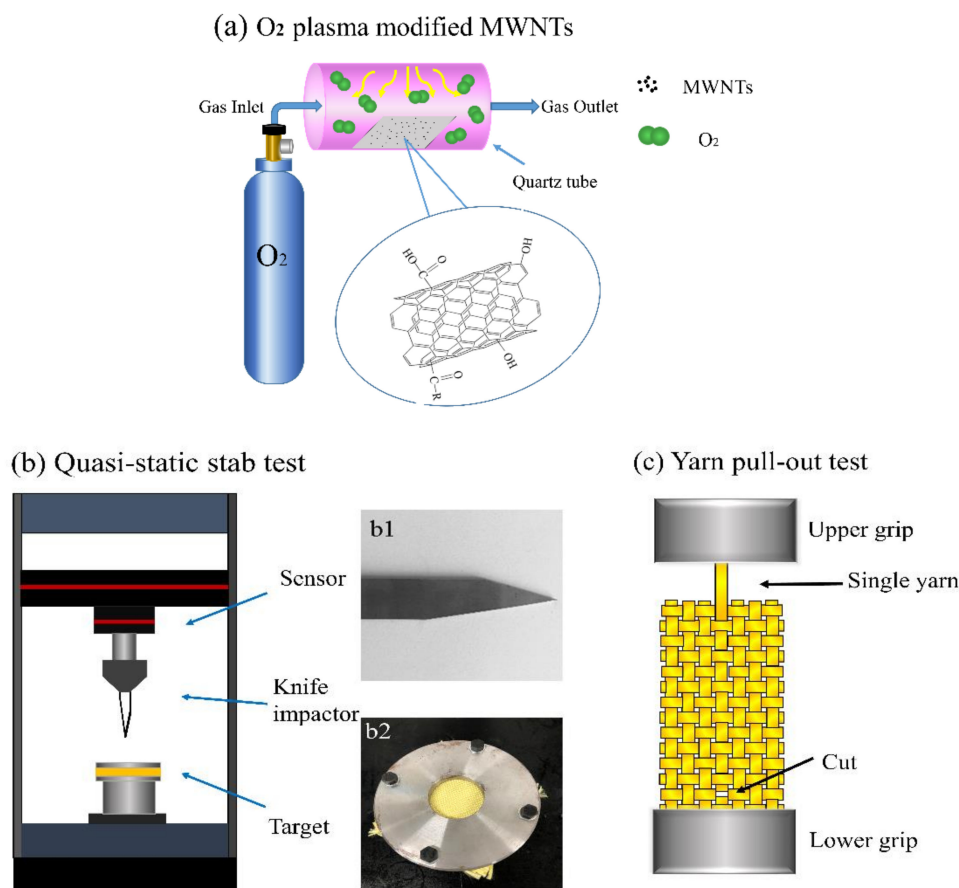 (a) O₂ plasma modified MWNTs
Gas Inlet
Gas Outlet
MWNTs
O₂
Quartz tube
O₂
HO
O
C
OH
OH
C
O
R
(b) Quasi-static stab test
(c) Yarn pull-out test
b1
Upper grip
Sensor
Single yarn
Knife
impactor
b2
Cut
Target
Lower grip